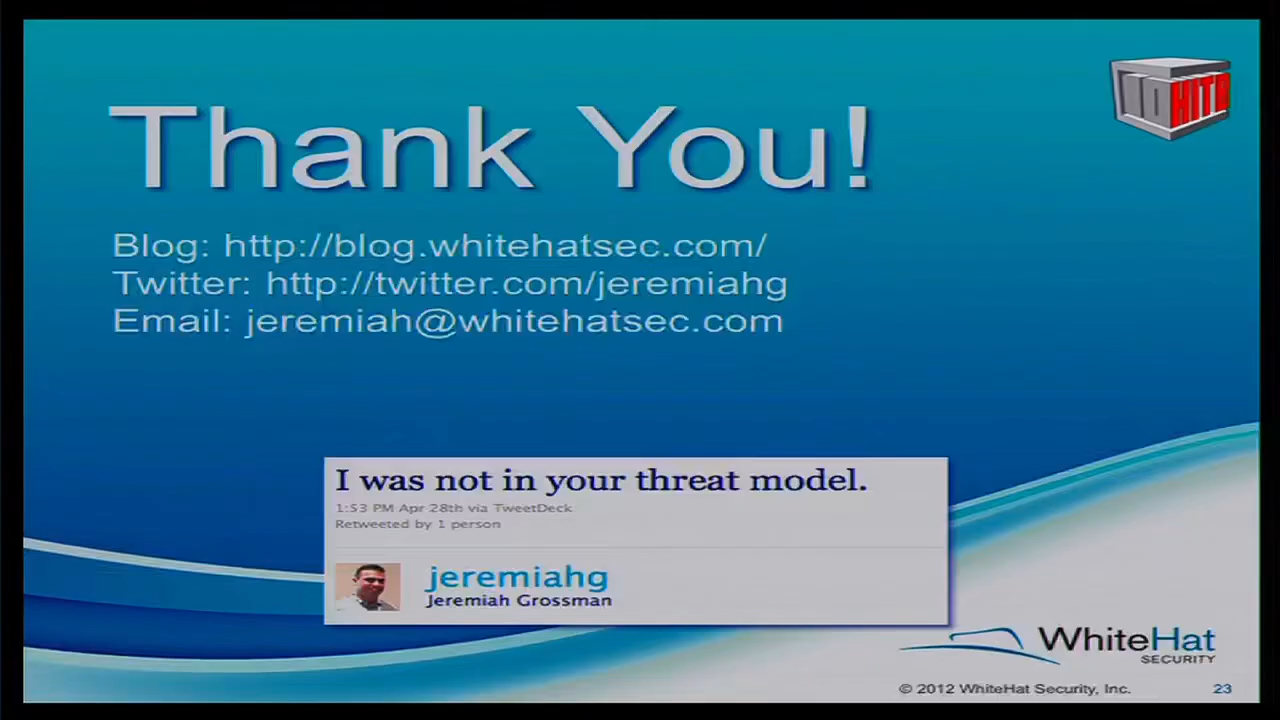 Thank You!
Blog: http://blog.whitehatsec.com/
Twitter: http://twitter.com/jeremiahg
Email: jeremiah@whitehatsec.com
I was not in your threat model.
1:53 PM Apr 28th via TweetDeck
Retweeted by 1 person
jeremiahg
Jeremiah Grossman
WhiteHat
SECURITY
© 2012 WhiteHat Security, Inc.
23